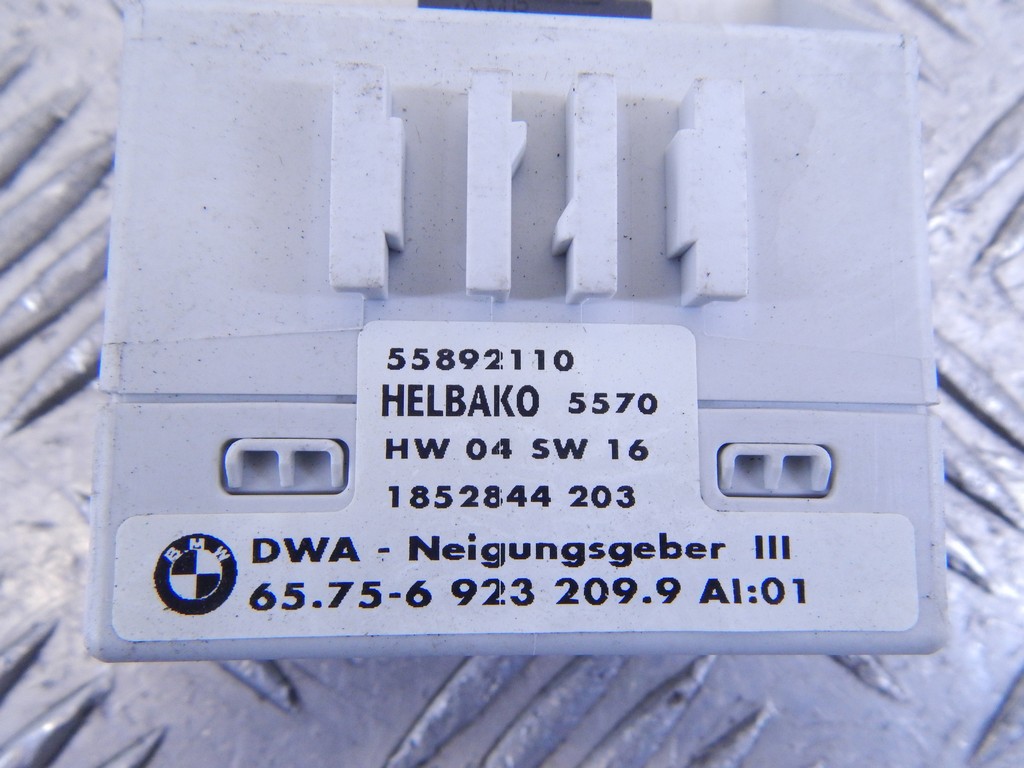 55892110
HELBAKO 5570
HW 04 SW 16
1852844 203
BMW
DWA - Neigungsgeber III
65.75-6 923 209.9 AI:01